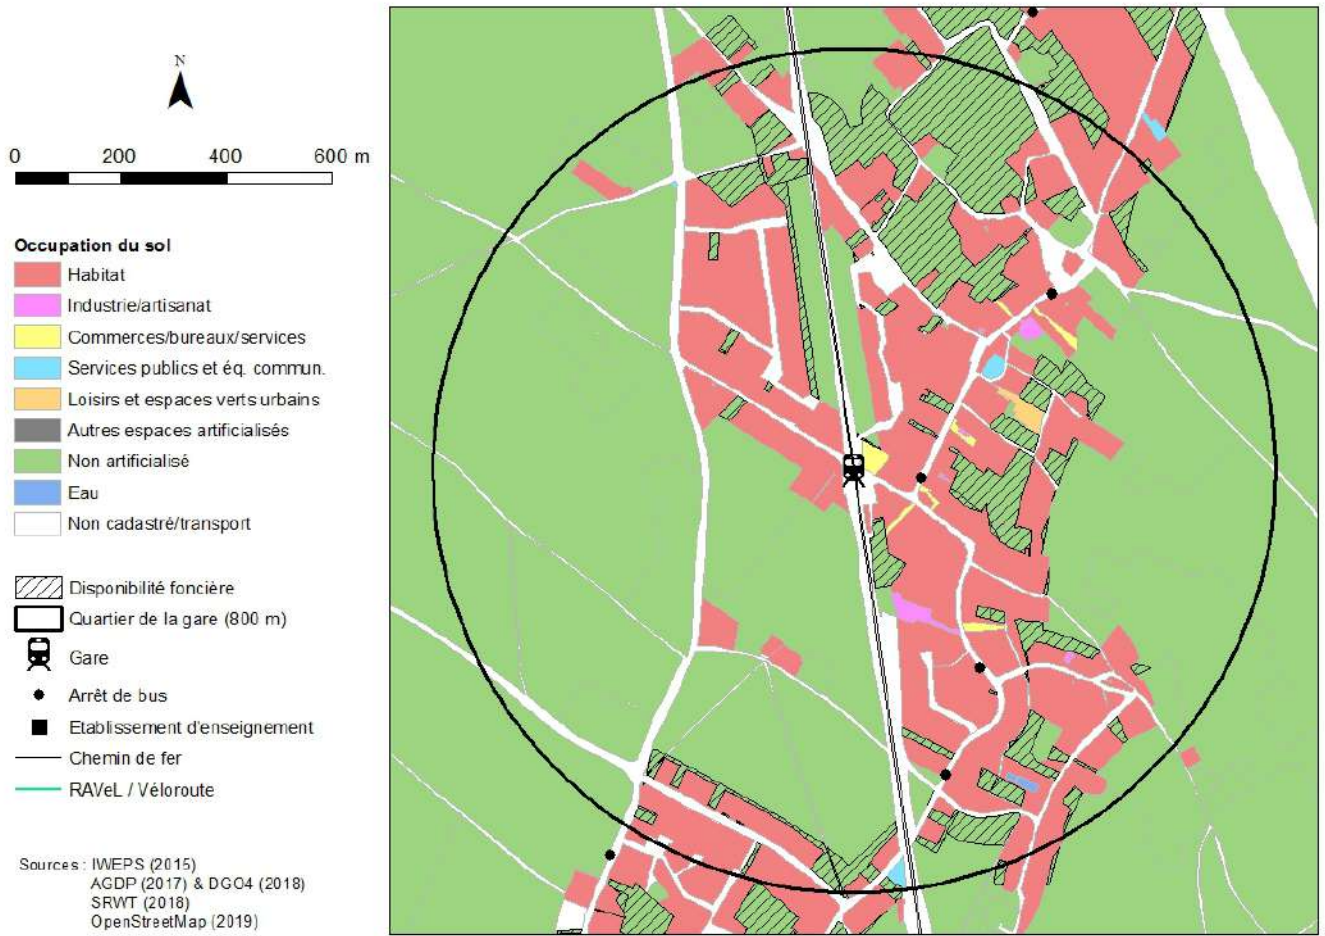 N
0 200 400 600 m
Occupation du sol
Habitat
Industrie/artisanat
Commerces/bureaux/services
Services publics et éq. commun.
Loisirs et espaces verts urbains
Autres espaces artificialisés
Non artificialisé
Eau
Non cadastré/transport
Disponibilité foncière
Quartier de la gare (800 m)
Gare
Arrêt de bus
Etablissement d'enseignement
Chemin de fer
RAVeL / Véloroute
Sources : IWEPS (2015)
AGDP (2017) & DGO4 (2018)
SRWT (2018)
OpenStreetMap (2019)